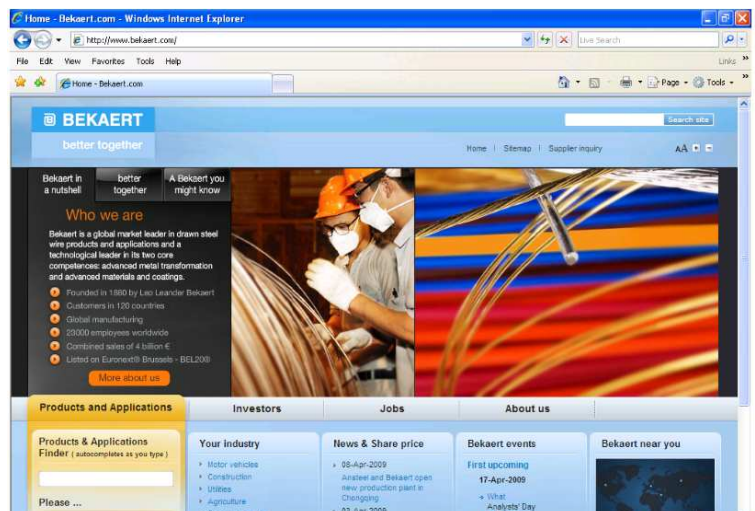 Home - Bekaert.com - Windows Internet Explorer
http://www.bekaert.com/
Live Search
File Edit View Favorites Tools Help
Links »
Home - Bekaert.com
Page Tools »
BEKAERT
better together
Search site
Home | Sitemap | Supplier inquiry
AA + -
Bekaert in a nutshell
better together
A Bekaert you might know
Who we are
Bekaert is a global market leader in drawn steel
wire products and applications and a
technological leader in its two core
competences: advanced metal transformation
and advanced materials and coatings.
Founded in 1880 by Leo Leander Bekaert
Customers in 120 countries
Global manufacturing
23000 employees worldwide
Combined sales of 4 billion €
Listed on Euronext® Brussels - BEL20®
More about us
Products and Applications
Investors
Jobs
About us
Products & Applications
Finder ( autocompletes as you type )
Please ...
Your industry
Motor vehicles
Construction
Utilities
Agriculture
News & Share price
08-Apr-2009
Ansteel and Bekaert open
new production plant in
Chongqing
02-Apr-2009
Bekaert events
First upcoming
17-Apr-2009
What
Analysts' Day
Bekaert near you